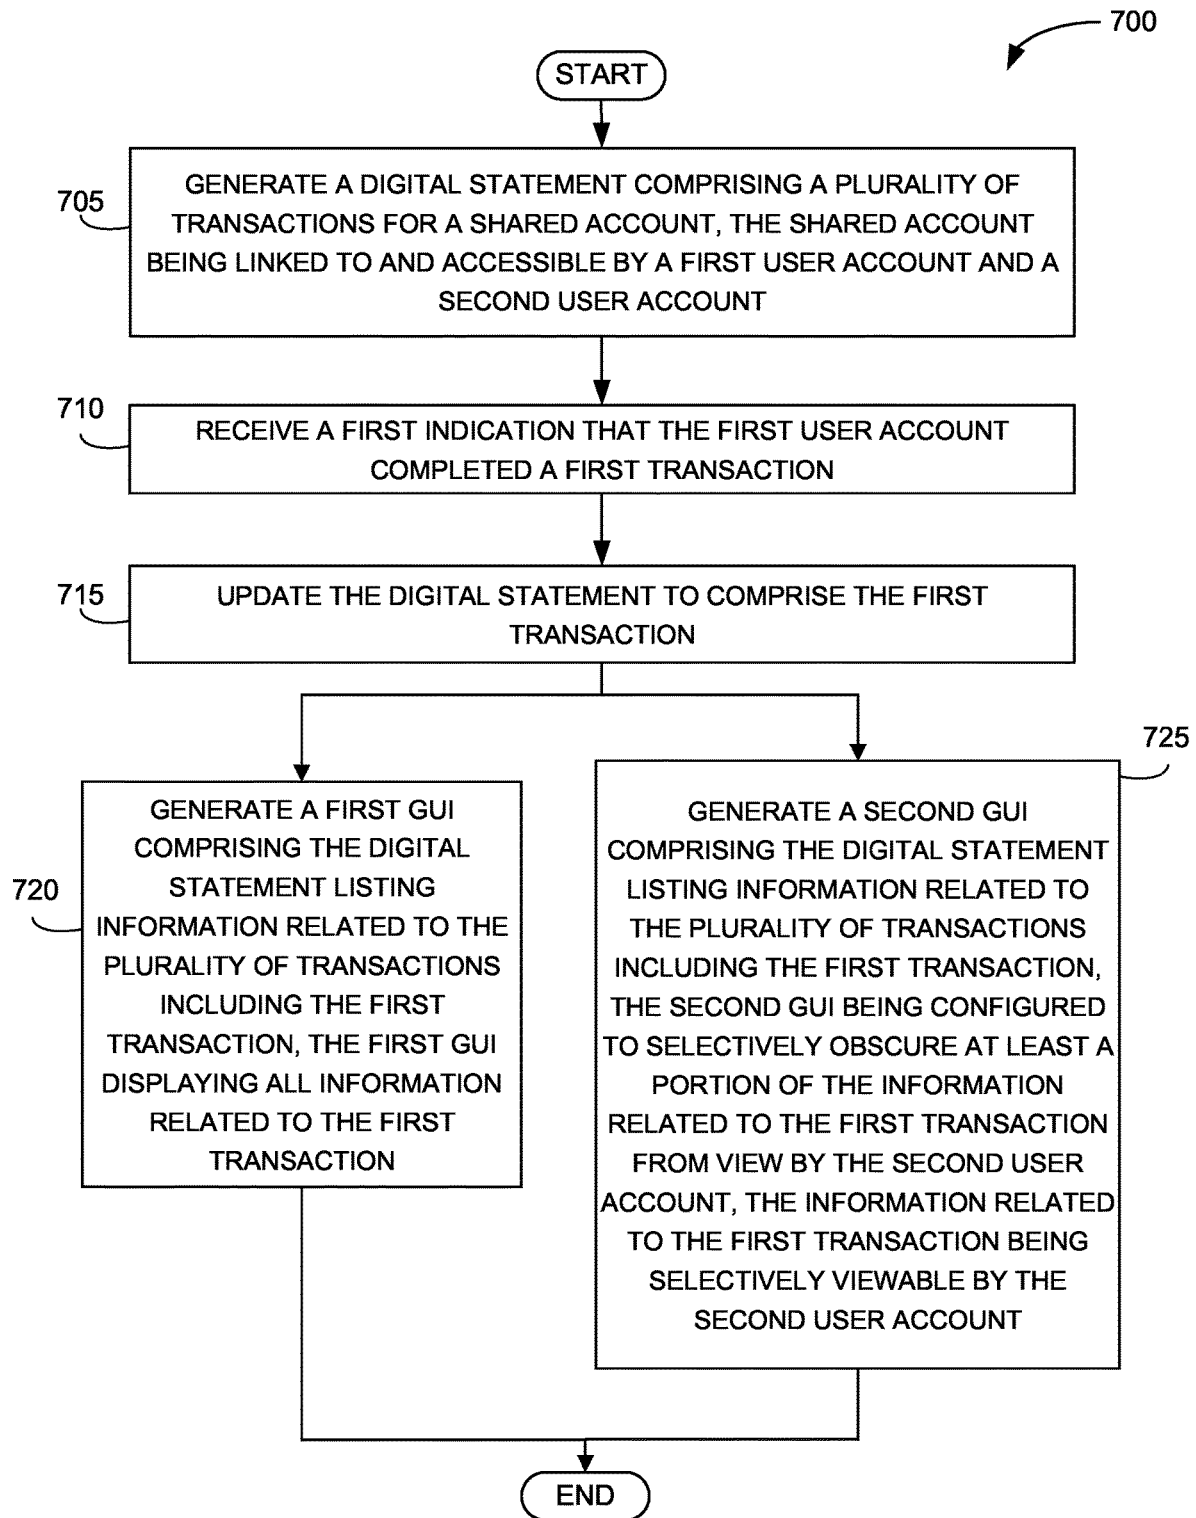 700
START
705
GENERATE A DIGITAL STATEMENT COMPRISING A PLURALITY OF
TRANSACTIONS FOR A SHARED ACCOUNT, THE SHARED ACCOUNT
BEING LINKED TO AND ACCESSIBLE BY A FIRST USER ACCOUNT AND A
SECOND USER ACCOUNT
710
RECEIVE A FIRST INDICATION THAT THE FIRST USER ACCOUNT
COMPLETED A FIRST TRANSACTION
715
UPDATE THE DIGITAL STATEMENT TO COMPRISE THE FIRST
TRANSACTION
720
GENERATE A FIRST GUI
COMPRISING THE DIGITAL
STATEMENT LISTING
INFORMATION RELATED TO THE
PLURALITY OF TRANSACTIONS
INCLUDING THE FIRST
TRANSACTION, THE FIRST GUI
DISPLAYING ALL INFORMATION
RELATED TO THE FIRST
TRANSACTION
725
GENERATE A SECOND GUI
COMPRISING THE DIGITAL STATEMENT
LISTING INFORMATION RELATED TO
THE PLURALITY OF TRANSACTIONS
INCLUDING THE FIRST TRANSACTION,
THE SECOND GUI BEING CONFIGURED
TO SELECTIVELY OBSCURE AT LEAST A
PORTION OF THE INFORMATION
RELATED TO THE FIRST TRANSACTION
FROM VIEW BY THE SECOND USER
ACCOUNT, THE INFORMATION RELATED
TO THE FIRST TRANSACTION BEING
SELECTIVELY VIEWABLE BY THE
SECOND USER ACCOUNT
END